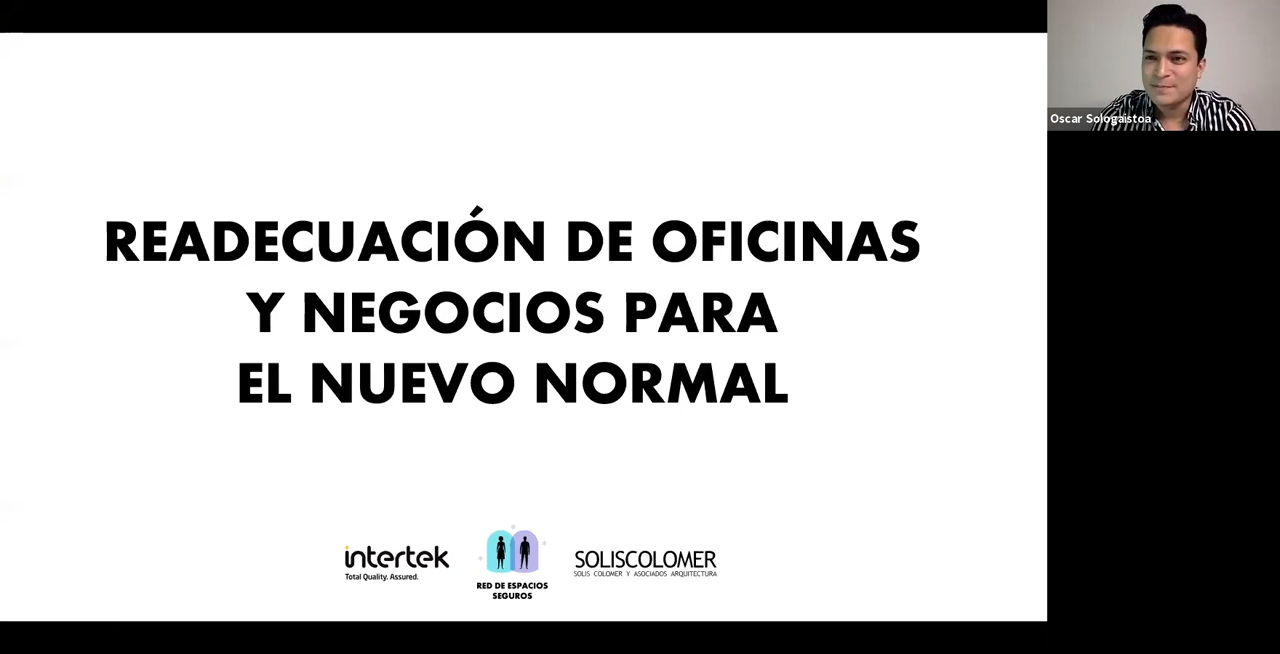 Oscar Sologaistoa
READECUACIÓN DE OFICINAS
Y NEGOCIOS PARA
EL NUEVO NORMAL
intertek
Total Quality. Assured.
RED DE ESPACIOS
SEGUROS
SOLISCOLOMER
SOLIS COLOMER Y ASOCIADOS ARQUITECTURA